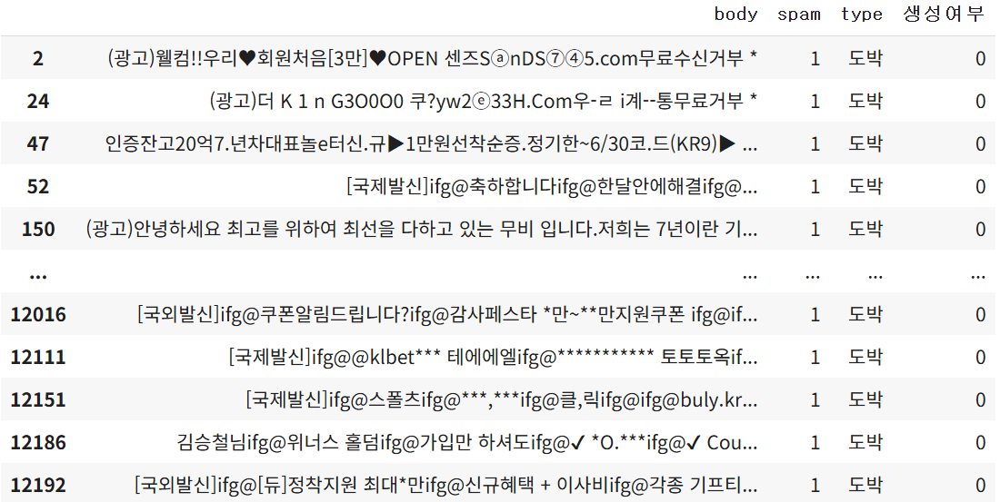 body spam type 생성여부
2 (광고)웰컴!!우리♥회원처음[3만]♥OPEN 센즈SⓐnDS⑦④5.com무료수신거부 * 1 도박 0
24 (광고)더 K 1 n G3O0O0 쿠?yw2ⓔ33H.Com우-ㄹ i계--통무료거부 * 1 도박 0
47 인증잔고20억7.년차대표놀e터신.규▶1만원선착순증.정기한~6/30코.드(KR9)▶ ... 1 도박 0
52 [국제발신]ifg@축하합니다ifg@한달안에해결ifg@... 1 도박 0
150 (광고)안녕하세요 최고를 위하여 최선을 다하고 있는 무비 입니다.저희는 7년이란 기... 1 도박 0
... ... ... ... ...
12016 [국외발신]ifg@쿠폰알림드립니다?ifg@감사페스타 *만~**만지원쿠폰 ifg@if... 1 도박 0
12111 [국제발신]ifg@@klbet*** 테에에엘ifg@*********** 토토토옥if... 1 도박 0
12151 [국제발신]ifg@스폴츠ifg@***,***ifg@클,릭ifg@ifg@buly.kr... 1 도박 0
12186 김승철님ifg@위너스 홀덤ifg@가입만 하셔도ifg@✔ *O.***ifg@✔ Cou... 1 도박 0
12192 [국외발신]ifg@[듀]정착지원 최대*만ifg@신규혜택 + 이사비ifg@각종 기프티... 1 도박 0